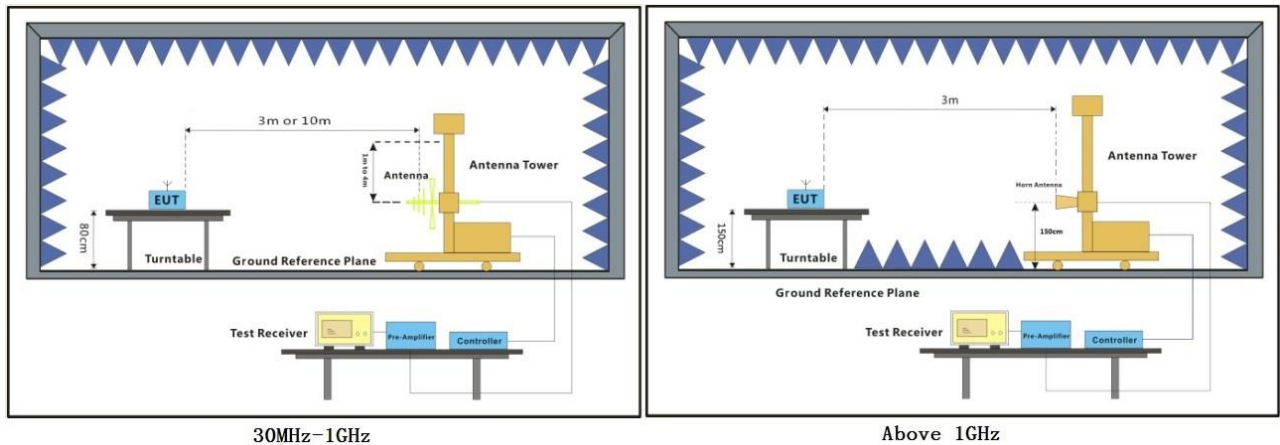 3m or 10m
1m to 4m
Antenna
Antenna Tower
EUT
80cm
Turntable
Ground Reference Plane
Test Receiver
Pre-Amplifier
Controller
30MHz-1GHz
3m
Antenna Tower
Horn Antenna
EUT
150cm
150cm
Turntable
Ground Reference Plane
Test Receiver
Pre-Amplifier
Controller
Above 1GHz